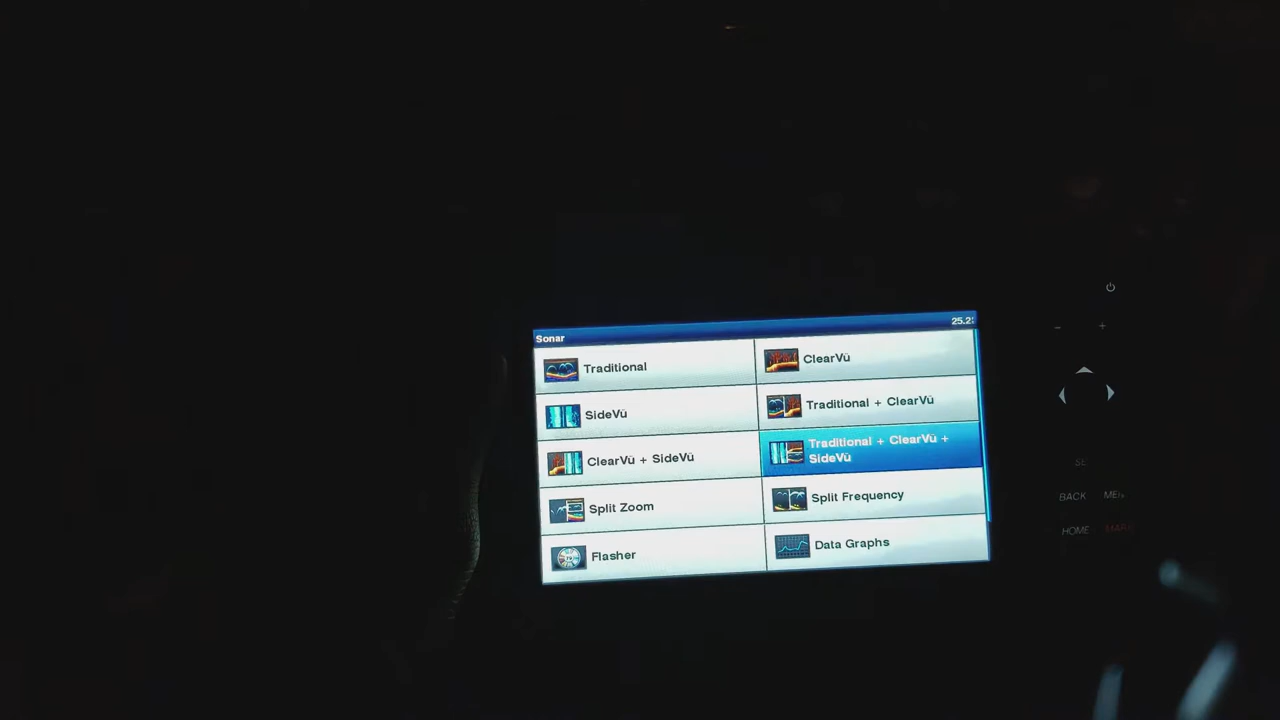 Sonar
Traditional
ClearVü
SideVü
Traditional + ClearVü
ClearVü + SideVü
Traditional + ClearVü +
SideVü
Split Zoom
Split Frequency
Flasher
Data Graphs
BACK
HOME
MARK